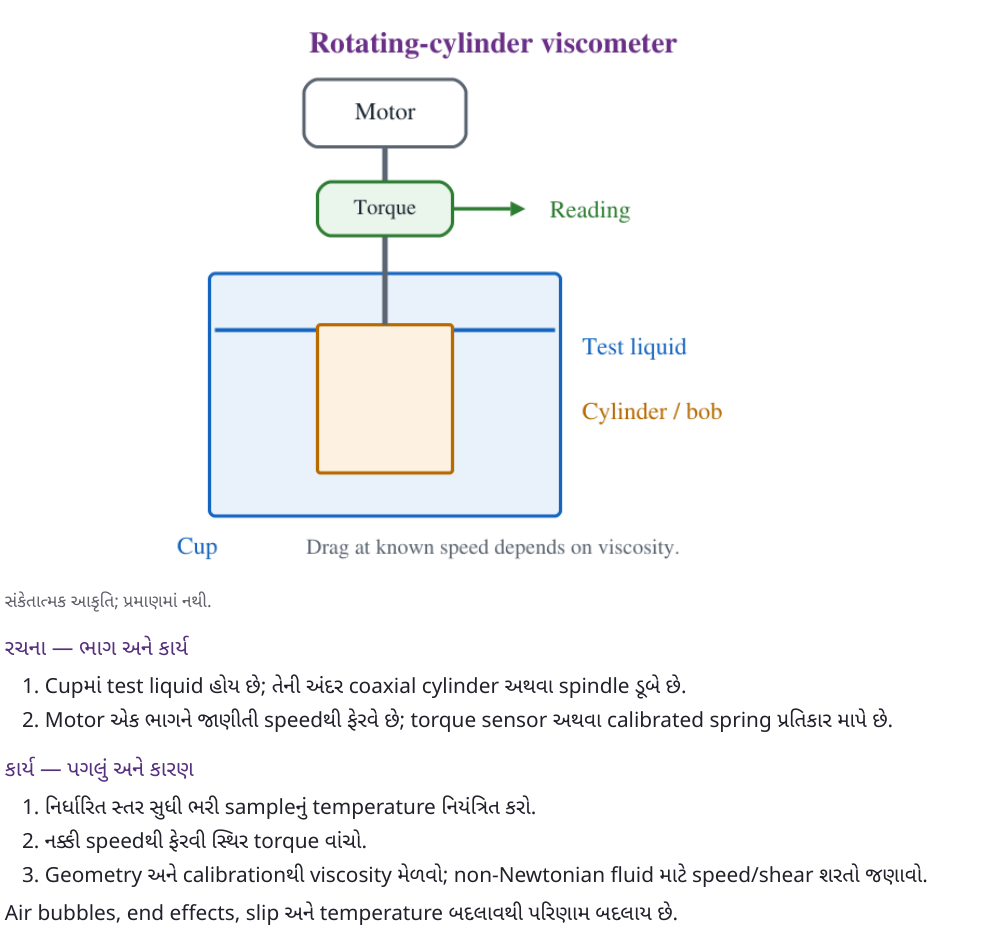 Rotating-cylinder viscometer
Motor
Torque
Reading
Test liquid
Cylinder / bob
Cup
Drag at known speed depends on viscosity.
સંકેતાત્મક આકૃતિ; પ્રમાણમાં નથી.
રચના — ભાગ અને કાર્ય
1. Cupમાં test liquid હોય છે; તેની અંદર coaxial cylinder અથવા spindle ડૂબે છે.
2. Motor એક ભાગને જાણીતી speedથી ફેરવે છે; torque sensor અથવા calibrated spring પ્રતિકાર માપે છે.
કાર્ય — પગલું અને કારણ
1. નિર્ધારિત સ્તર સુધી ભરી sampleનું temperature નિયંત્રિત કરો.
2. નક્કી speedથી ફેરવી સ્થિર torque વાંચો.
3. Geometry અને calibrationથી viscosity મેળવો; non-Newtonian fluid માટે speed/shear શરતો જણાવો.
Air bubbles, end effects, slip અને temperature બદલાવથી પરિણામ બદલાય છે.